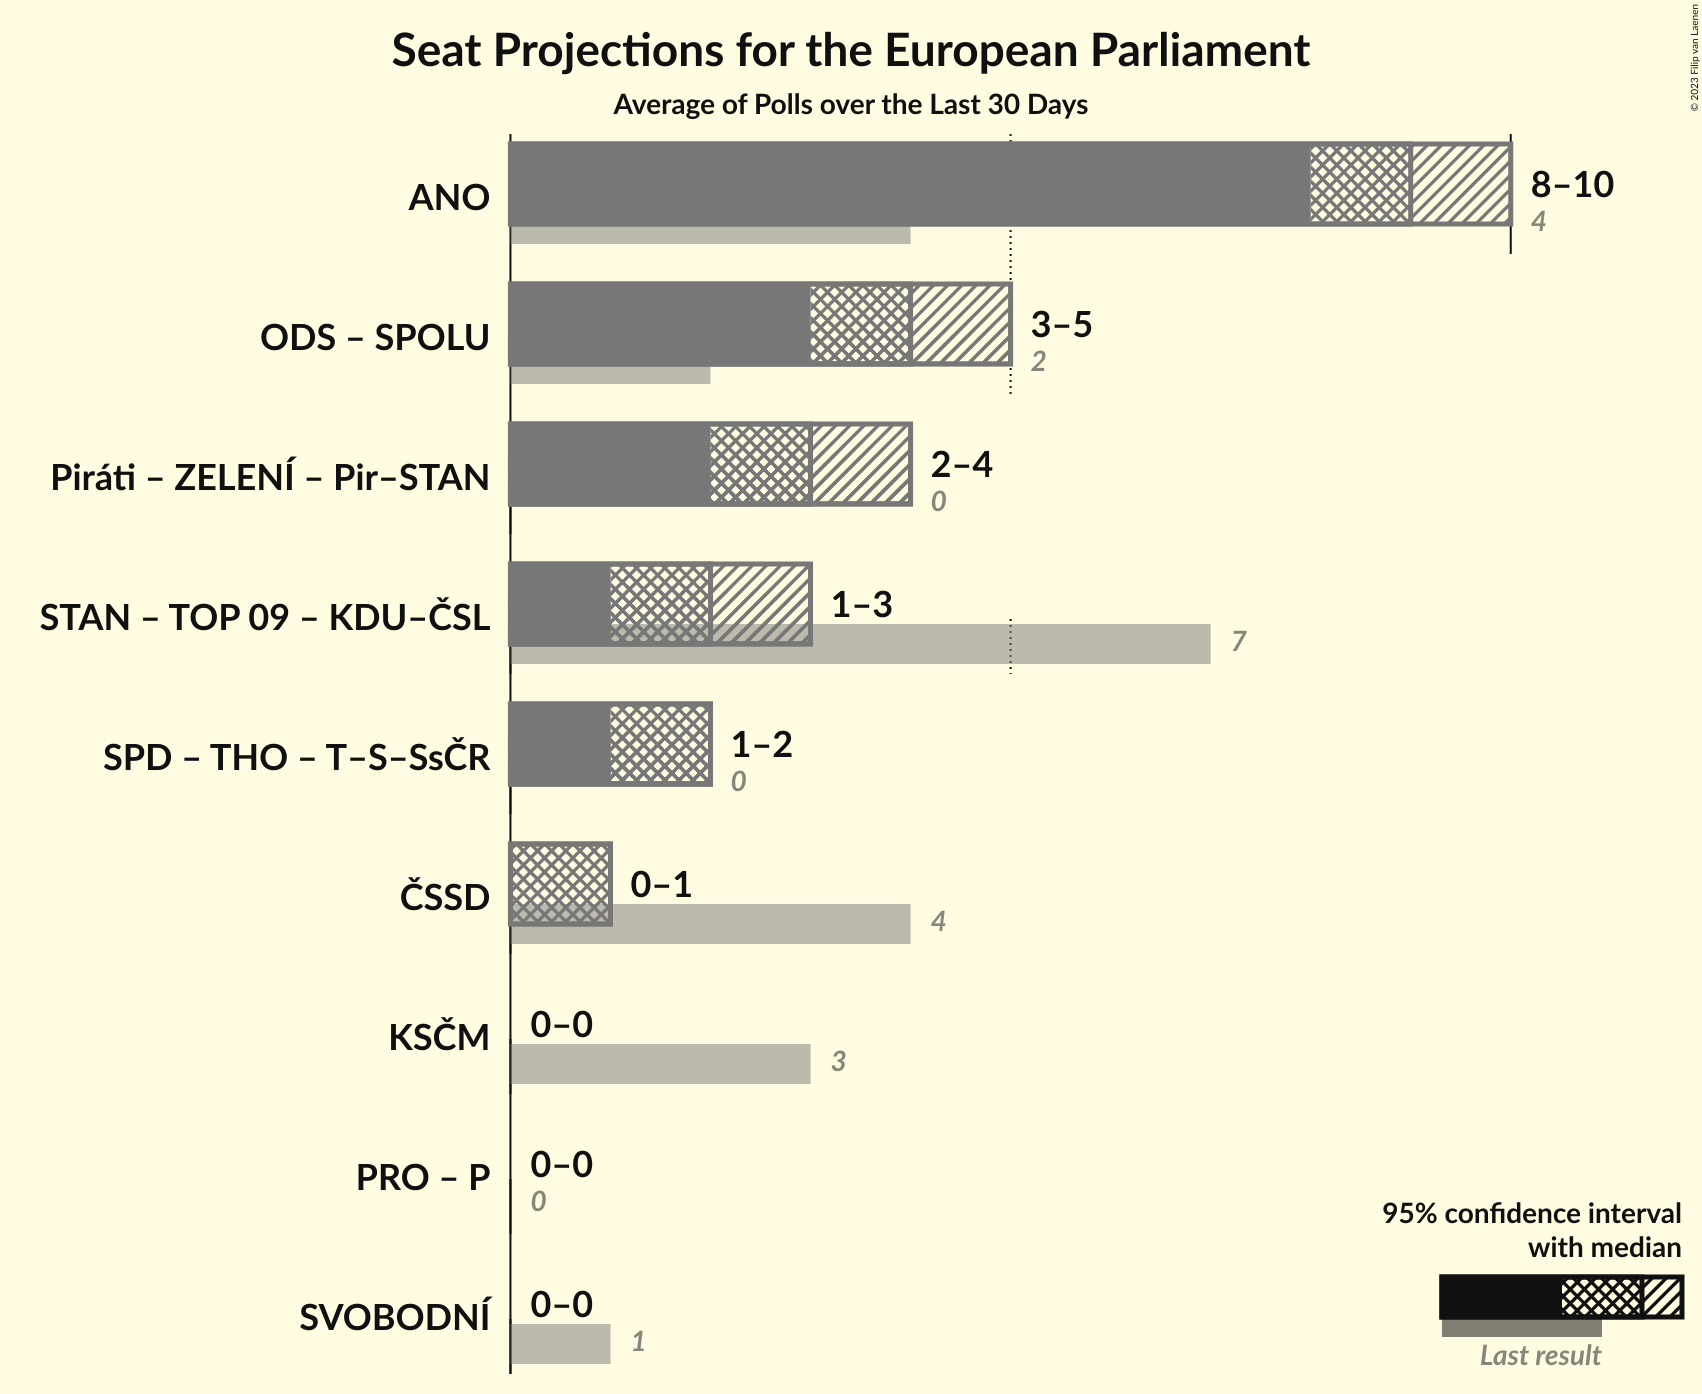 Seat Projections for the European Parliament
Average of Polls over the Last 30 Days
© 2023 Filip van Laenen
ANO
8–10
4
ODS – SPOLU
3–5
2
Piráti – ZELENÍ – Pir–STAN
2–4
0
STAN – TOP 09 – KDU–ČSL
1–3
7
SPD – THO – T–S–SsČR
1–2
0
ČSSD
0–1
4
KSČM
0–0
3
PRO – P
0–0
0
SVOBODNÍ
0–0
1
95% confidence interval
with median
Last result